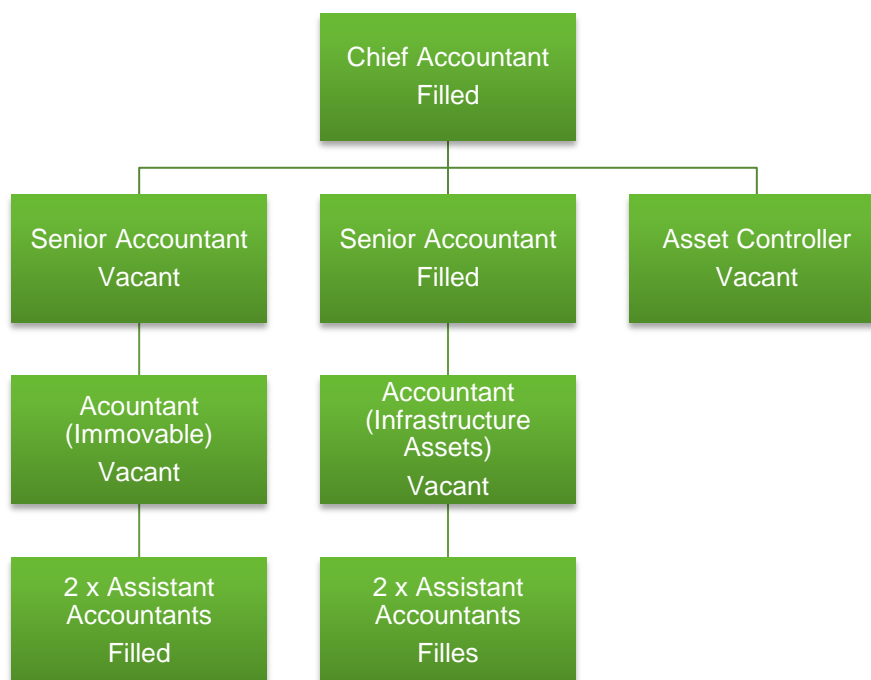 Chief Accountant
Filled
Senior Accountant
Vacant
Senior Accountant
Filled
Asset Controller
Vacant
Acountant
(Immovable)
Vacant
Accountant
(Infrastructure
Assets)
Vacant
2 x Assistant
Accountants
Filled
2 x Assistant
Accountants
Filles